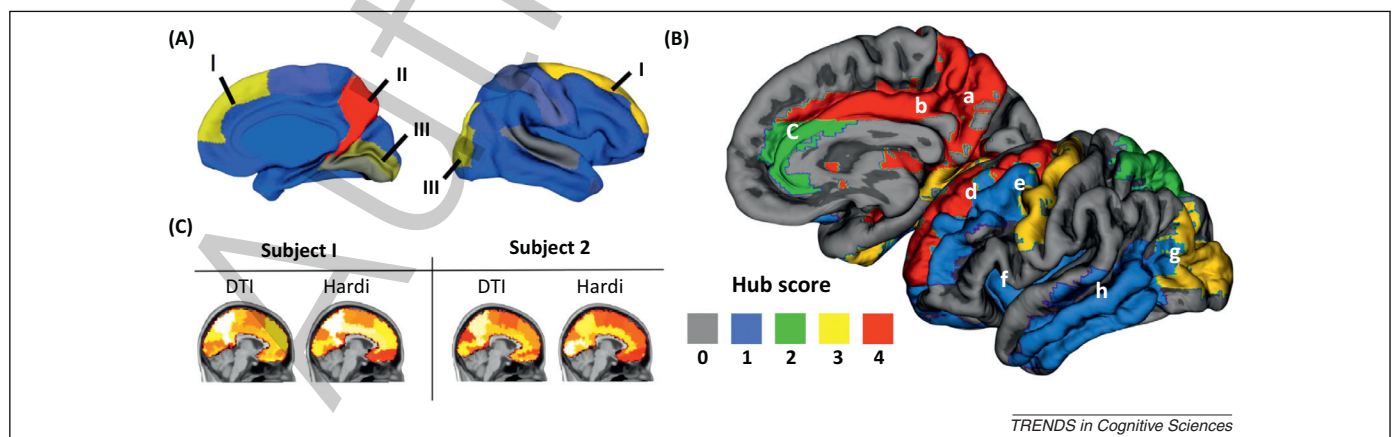 (A)
(B)
I
II
I
III
III
a
b
C
d
e
f
g
h
(C)
Subject I
Subject 2
DTI
Hardi
DTI
Hardi
Hub score
0 1 2 3 4
TRENDS in Cognitive Sciences